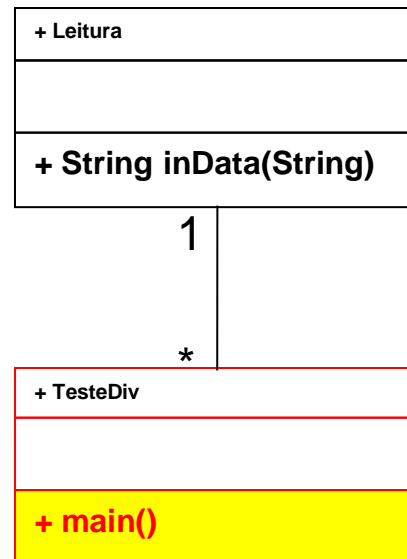 + Leitura
+ String inData(String)
1
*
+ TesteDiv
+ main()